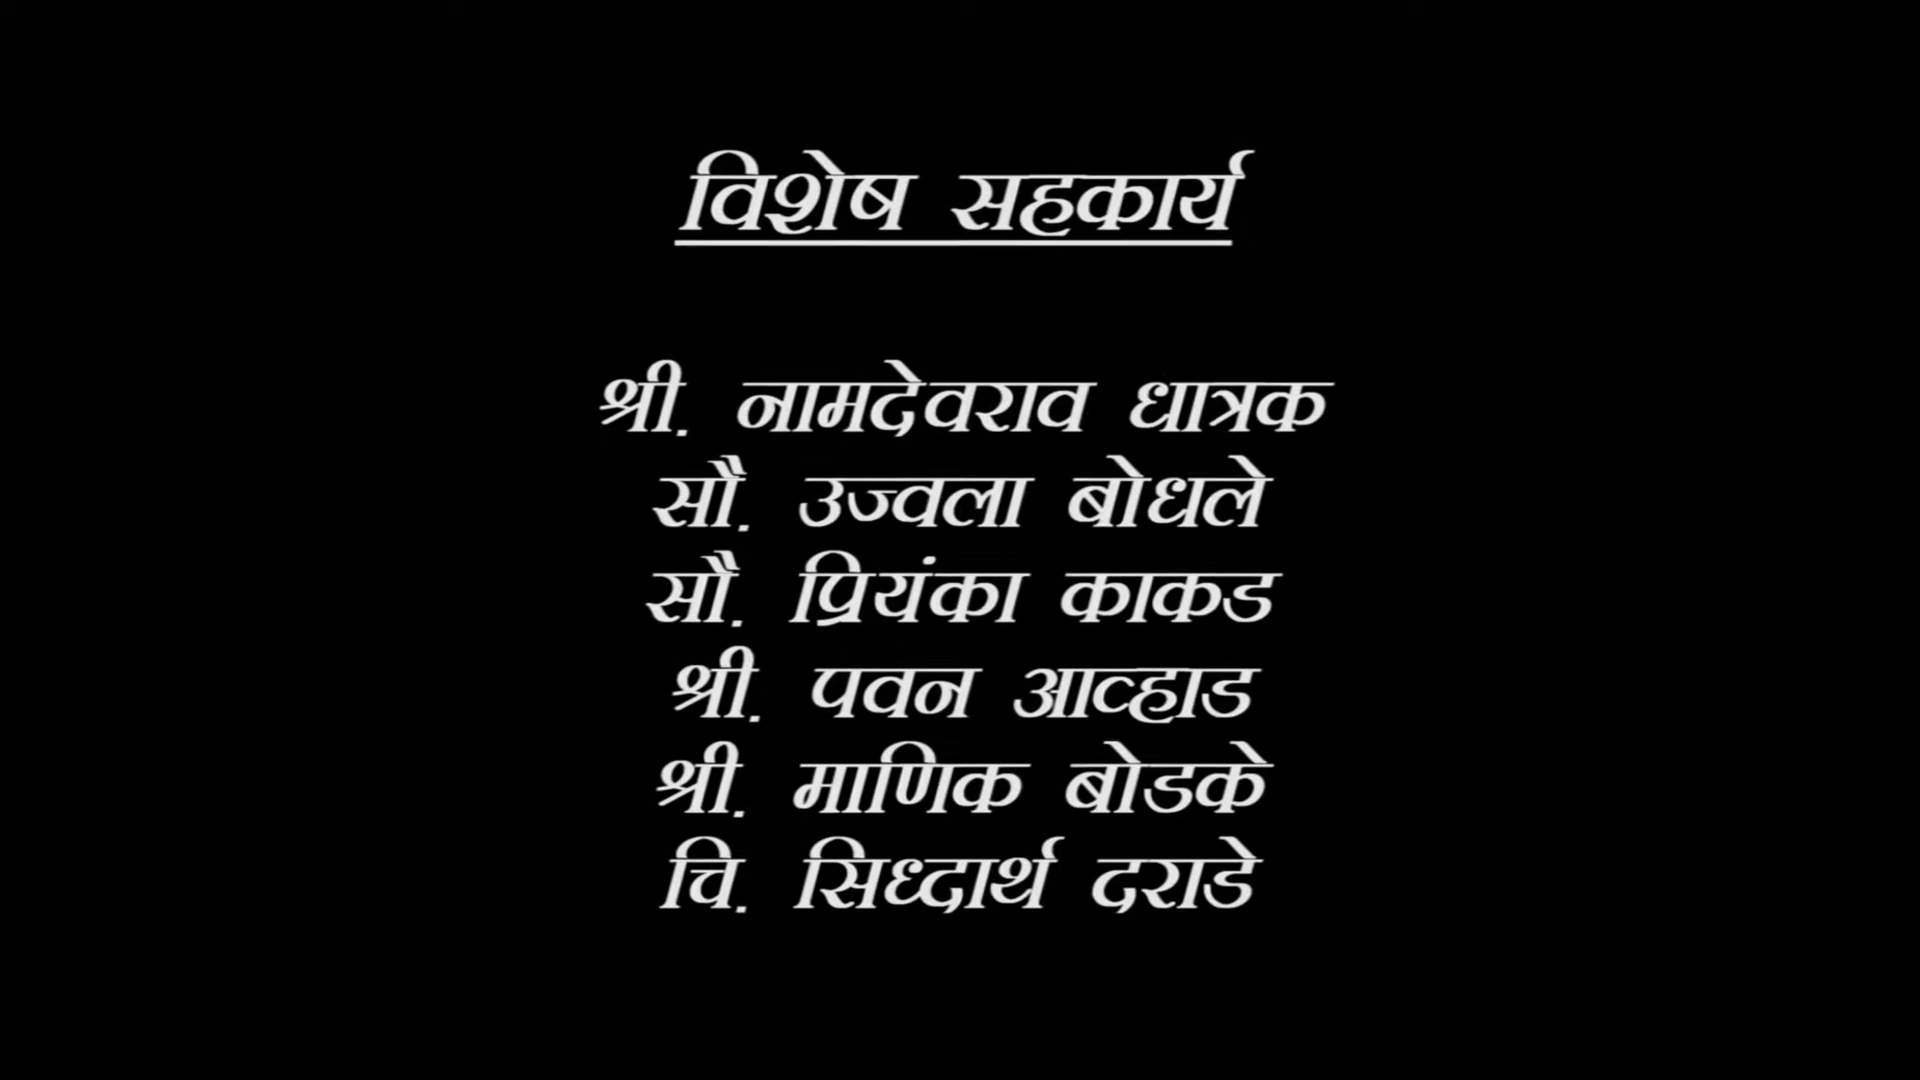 विशेष सहकार्य
श्री. नामदेवराव धात्रक
सौ. उज्वला बोधले
सौ. प्रियंका काकड
श्री. पवन आव्हाड
श्री. माणिक बोडके
चि. सिध्दार्थ दराडे